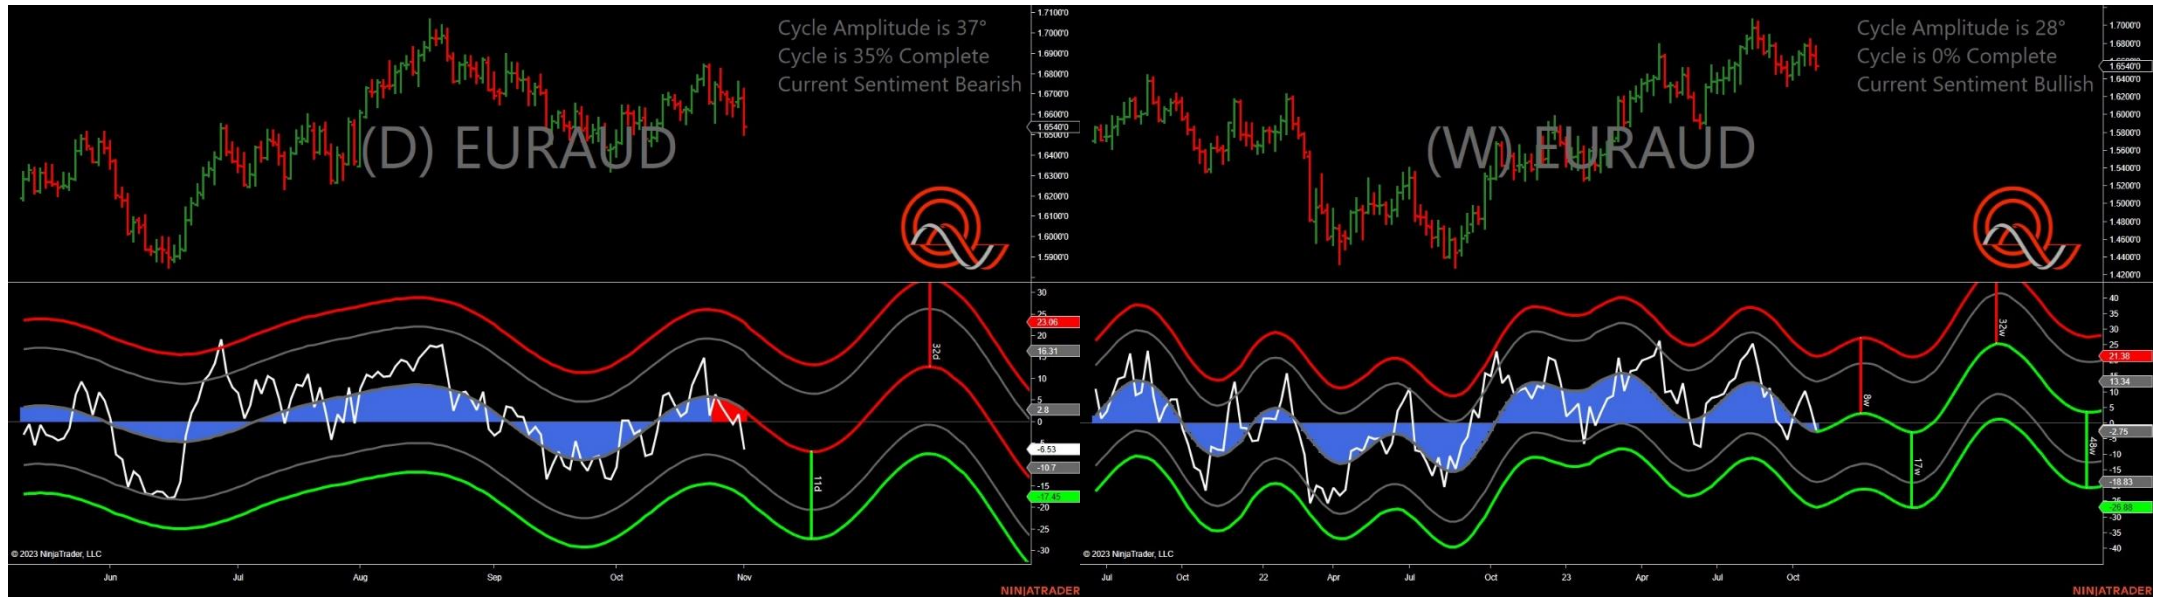 Cycle Amplitude is 37°
Cycle is 35% Complete
Current Sentiment Bearish
(D) EURAUD
1.7100'0
1.7000'0
1.6900'0
1.6800'0
1.6700'0
1.6600'0
1.6540'0
1.6500'0
1.6400'0
1.6300'0
1.6200'0
1.6100'0
1.6000'0
1.5900'0
30
25
23.06
20
16.31
15
10
5
2.8
0
-5
-6.53
-10.7
-15
-17.45
-20
-25
-30
32d
11d
© 2023 NinjaTrader, LLC
Jun
Jul
Aug
Sep
Oct
Nov
NINJATRADER
Cycle Amplitude is 28°
Cycle is 0% Complete
Current Sentiment Bullish
(W) EURAUD
1.7000'0
1.6800'0
1.6540'0
1.6400'0
1.6200'0
1.6000'0
1.5800'0
1.5600'0
1.5400'0
1.5200'0
1.5000'0
1.4800'0
1.4600'0
1.4400'0
1.4200'0
40
35
30
25
21.38
13.34
10
5
0
-2.75
-5
-10
-15
-18.83
-26.88
-30
-35
-40
8w
17w
32w
48w
© 2023 NinjaTrader, LLC
Jul
Oct
22
Apr
Jul
Oct
23
Apr
Jul
Oct
NINJATRADER